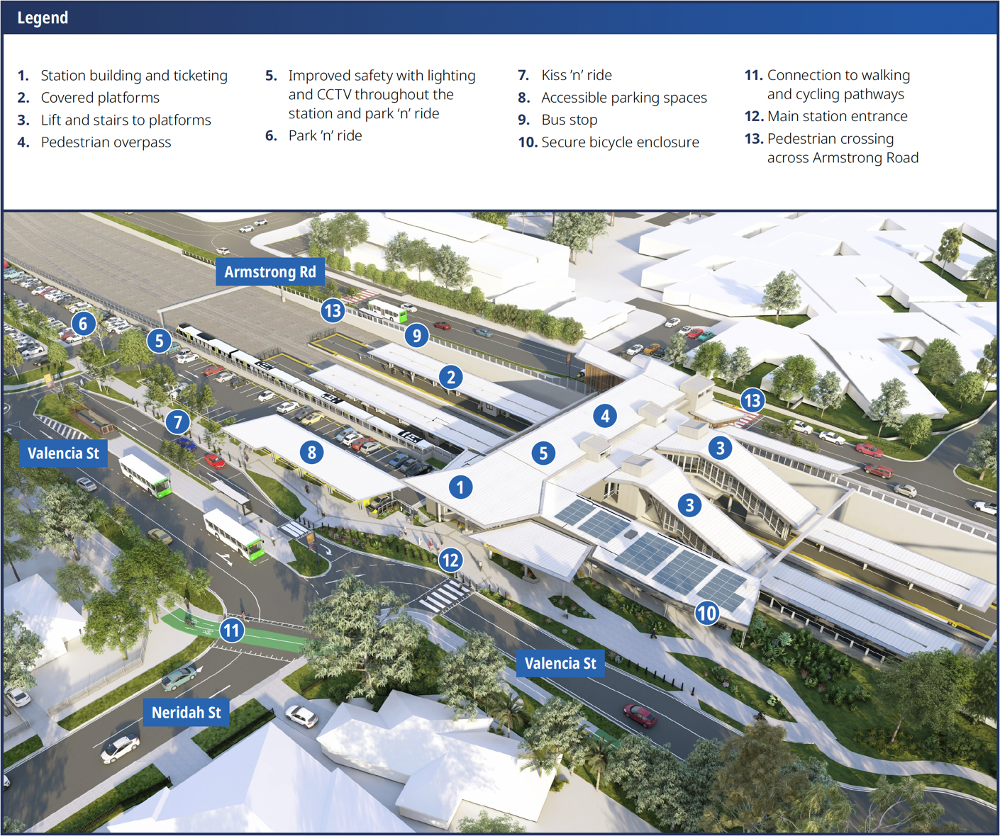 Legend
1. Station building and ticketing
2. Covered platforms
3. Lift and stairs to platforms
4. Pedestrian overpass
5. Improved safety with lighting
and CCTV throughout the
station and park ‘n’ ride
6. Park ’n’ ride
7. Kiss ’n’ ride
8. Accessible parking spaces
9. Bus stop
10. Secure bicycle enclosure
11. Connection to walking
and cycling pathways
12. Main station entrance
13. Pedestrian crossing
across Armstrong Road
Armstrong Rd
13
6
9
5
2
13
4
7
3
8
Valencia St
5
1
3
12
10
11
Valencia St
Neridah St